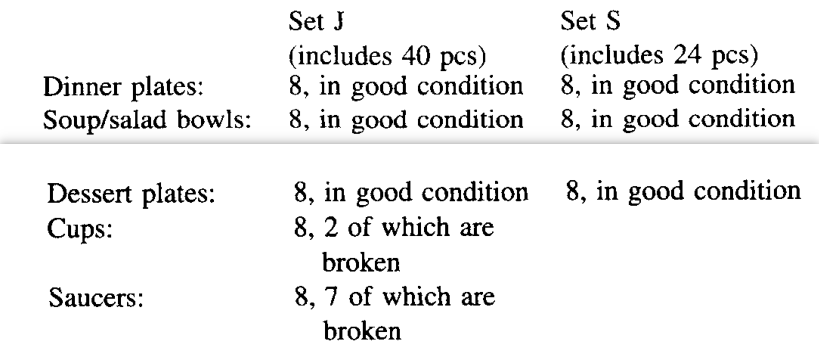 Set J Set S
(includes 40 pcs) (includes 24 pcs)
Dinner plates: 8, in good condition 8, in good condition
Soup/salad bowls: 8, in good condition 8, in good condition
Dessert plates: 8, in good condition 8, in good condition
Cups: 8, 2 of which are
broken
Saucers: 8, 7 of which are
broken